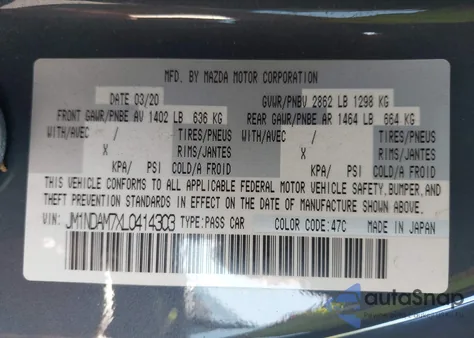 MFD. BY MAZDA MOTOR CORPORATION
DATE 03/20 GVWR/PNBV 2862 LB 1298 KG
FRONT GAWR/PNBE AV 1402 LB 636 KG REAR GAWR/PNBE AR 1464 LB 664 KG
WITH/AVEC / TIRES/PNEUS WITH/AVEC / TIRES/PNEUS
X RIMS/JANTES X RIMS/JANTES
KPA/ PSI COLD/A FROID KPA/ PSI COLD/A FROID
THIS VEHICLE CONFORMS TO ALL APPLICABLE FEDERAL MOTOR VEHICLE SAFETY, BUMPER, AND
THEFT PREVENTION STANDARDS IN EFFECT ON THE DATE OF MANUFACTURE SHOWN ABOVE.
VIN: JM1NDAM7XL0414303 TYPE: PASS CAR COLOR CODE: 47C MADE IN JAPAN
autoSnap